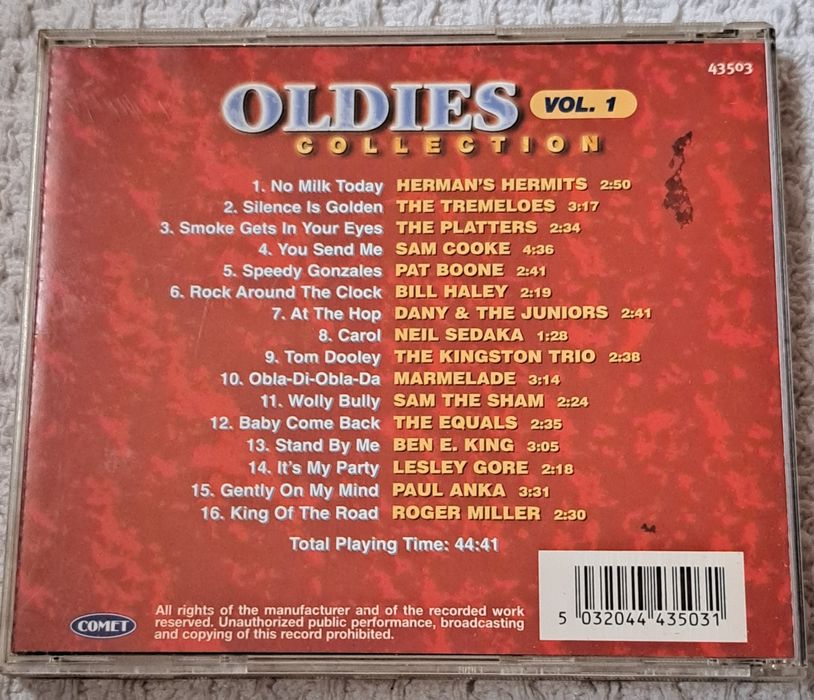 43503
OLDIES VOL. 1
COLLECTION
1. No Milk Today HERMAN'S HERMITS 2:50
2. Silence Is Golden THE TREMELOES 3:17
3. Smoke Gets In Your Eyes THE PLATTERS 2:34
4. You Send Me SAM COOKE 4:36
5. Speedy Gonzales PAT BOONE 2:41
6. Rock Around The Clock BILL HALEY 2:19
7. At The Hop DANY & THE JUNIORS 2:41
8. Carol NEIL SEDAKA 1:28
9. Tom Dooley THE KINGSTON TRIO 2:38
10. Obla-Di-Obla-Da MARMELADE 3:14
11. Wolly Bully SAM THE SHAM 2:24
12. Baby Come Back THE EQUALS 2:35
13. Stand By Me BEN E. KING 3:05
14. It's My Party LESLEY GORE 2:18
15. Gently On My Mind PAUL ANKA 3:31
16. King Of The Road ROGER MILLER 2:30
Total Playing Time: 44:41
COMET
All rights of the manufacturer and of the recorded work
reserved. Unauthorized public performance, broadcasting
and copying of this record prohibited.
5 032044 435031